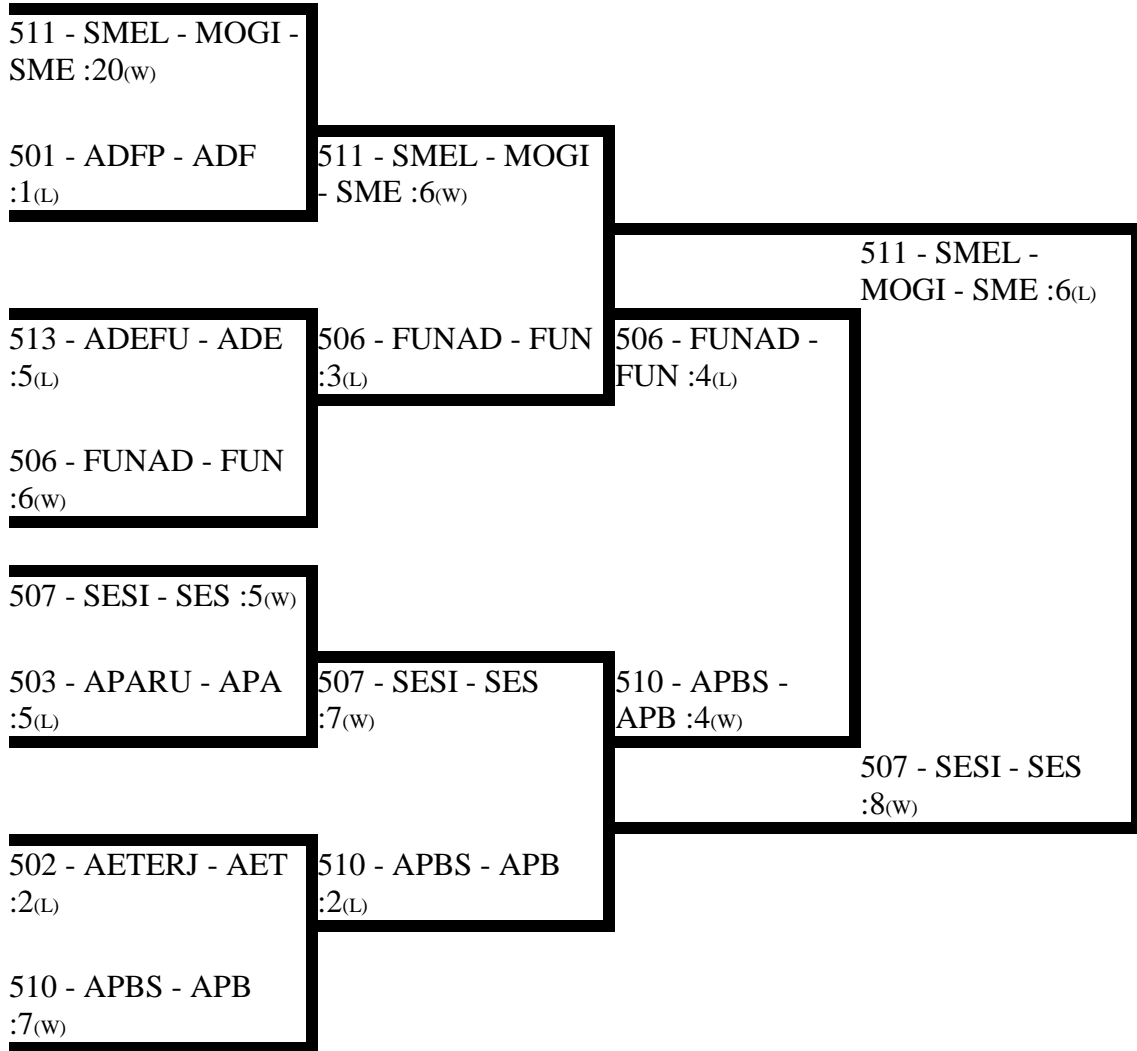 511 - SMEL - MOGI -
SME :20(W)
501 - ADFP - ADF
:1(L)
513 - ADEFU - ADE
:5(L)
506 - FUNAD - FUN
:6(W)
507 - SESI - SES :5(W)
503 - APARU - APA
:5(L)
502 - AETERJ - AET
:2(L)
510 - APBS - APB
:7(W)
511 - SMEL - MOGI
- SME :6(W)
506 - FUNAD - FUN
:3(L)
507 - SESI - SES
:7(W)
510 - APBS - APB
:2(L)
506 - FUNAD -
FUN :4(L)
510 - APBS -
APB :4(W)
511 - SMEL -
MOGI - SME :6(L)
507 - SESI - SES
:8(W)